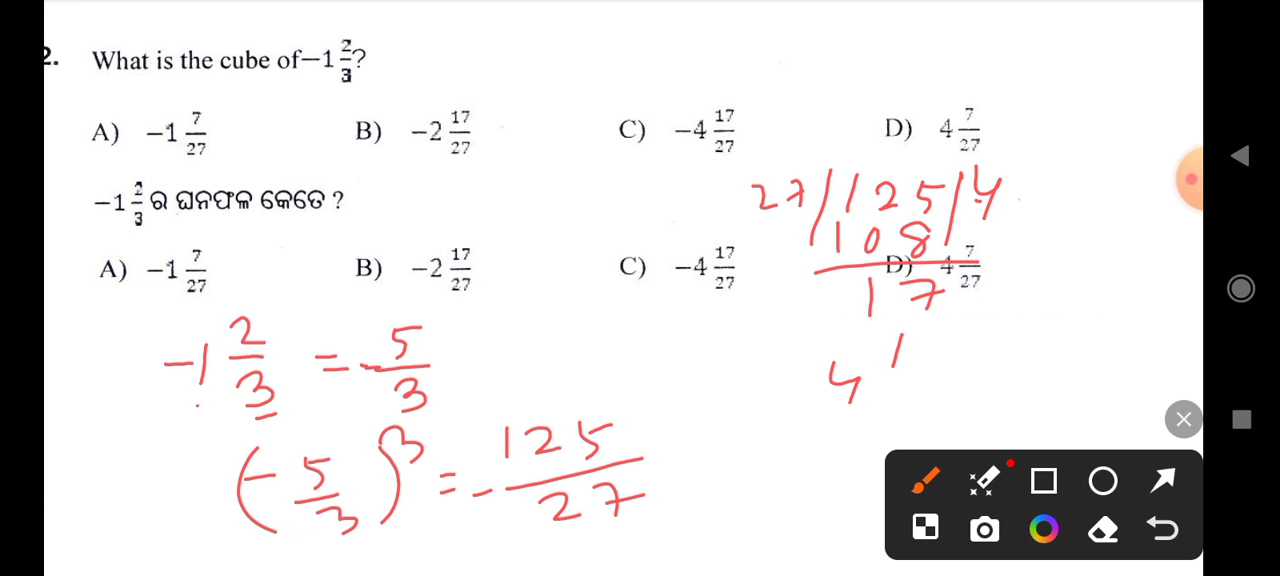 2. What is the cube of −1 2/3?
A) −1 7/27 B) −2 17/27 C) −4 17/27 D) 4 7/27
−1 2/3 ର ଘନଫଳ କେତେ ?
A) −1 7/27 B) −2 17/27 C) −4 17/27 D) 4 7/27
27/125/4
108
17
4 1
−1 2/3 = −5/3
(−5/3)^3 = −125/27